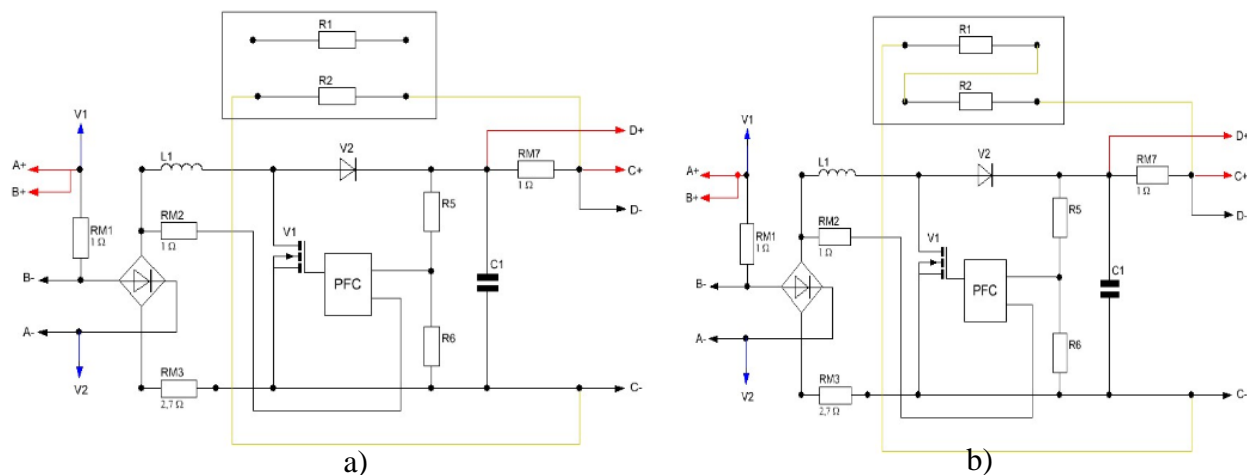 R1
R2
V1
A+
B+
L1
V2
D+
RM7
1 Ω
C+
D-
RM1
1 Ω
RM2
1 Ω
R5
V1
B-
PFC
C1
A-
R6
V2
RM3
2,7 Ω
C-
a)
R1
R2
V1
A+
B+
L1
V2
D+
RM7
1 Ω
C+
D-
RM1
1 Ω
RM2
1 Ω
R5
V1
B-
PFC
C1
A-
R6
V2
RM3
2,7 Ω
C-
b)